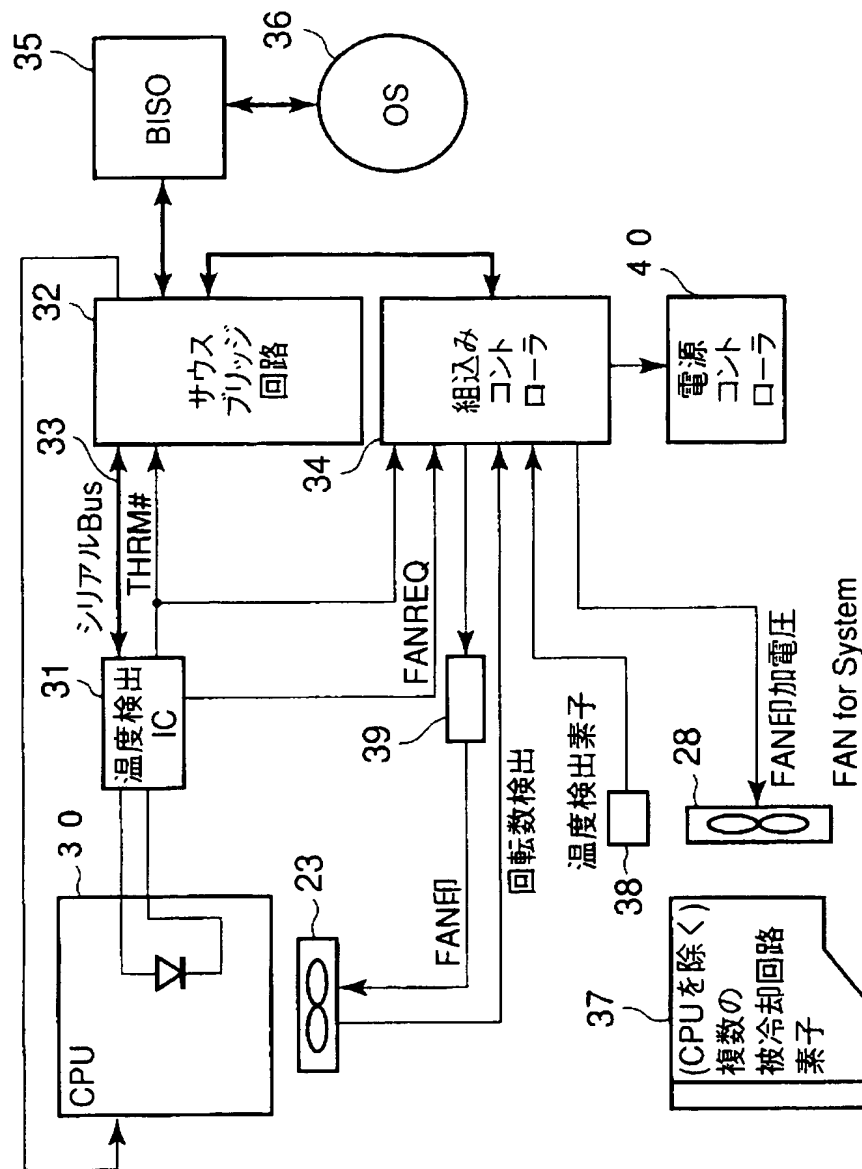 35
BISO
36
OS
32
サウス
ブリッジ
回路
33
シリアルBus
THRM#
31
温度検出
IC
30
CPU
34
組込み
コント
ローラ
40
電源
コント
ローラ
FANREQ
39
FAN印
23
回転数検出
温度検出素子
38
28
FAN印加電圧
FAN for System
37
(CPUを除く)
複数の
被冷却回路
素子